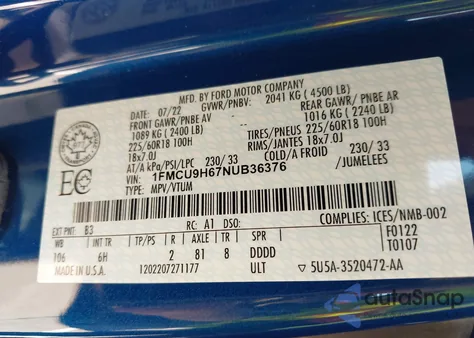 MFD. BY FORD MOTOR COMPANY
DATE: 07/22 GVWR/PNBV: 2041 KG ( 4500 LB)
FRONT GAWR/PNBE AV REAR GAWR/ PNBE AR
1089 KG ( 2400 LB) 1016 KG ( 2240 LB)
225/60R18 100H TIRES/PNEUS 225/60R18 100H
18x7.0J RIMS/JANTES 18x7.0J
AT/A kPa/PSI/LPC 230/ 33 COLD/A FROID 230/ 33
VIN: 1FMCU9H67NUB36376 /JUMELEES
TYPE: MPV/VTUM
EC
EXT PNT: B3 RC: A1 DSO: COMPLIES: ICES/NMB-002
WB INT TR TP/PS R AXLE TR SPR F0122
106 6H 2 81 8 DDDD T0107
MADE IN U.S.A. 1202207271177 ULT ▽ 5U5A-3520472-AA
autoSnap